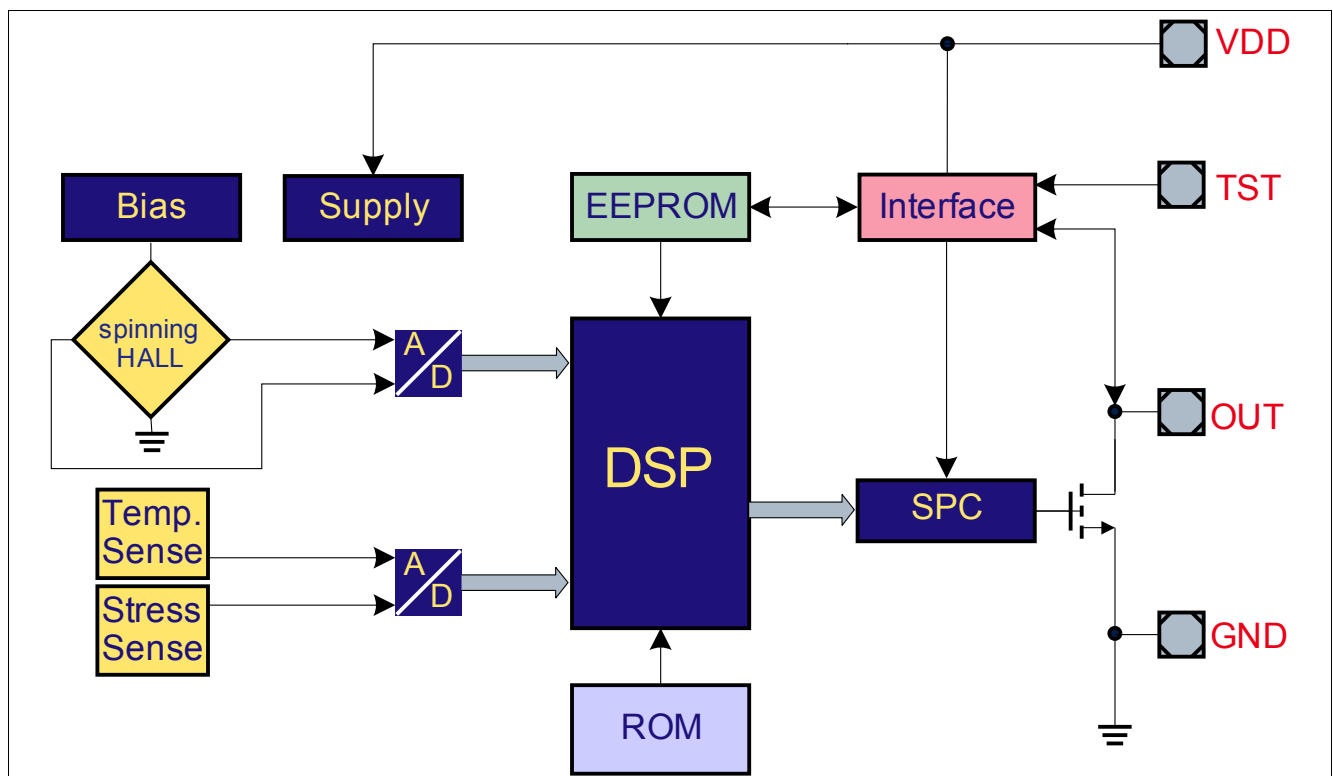 VDD
TST
Bias
Supply
EEPROM
Interface
spinning
HALL
A
D
OUT
DSP
SPC
Temp.
Sense
A
D
Stress
Sense
GND
ROM